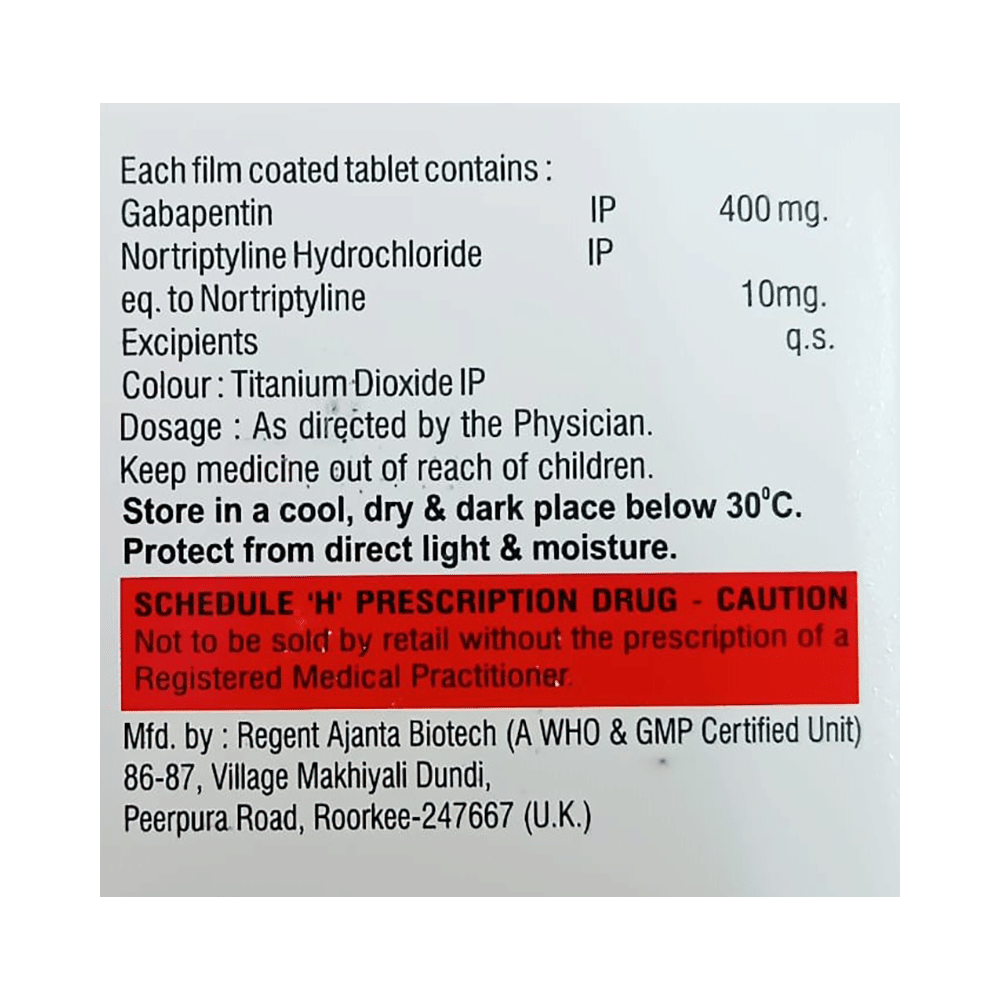 Each film coated tablet contains :
Gabapentin IP 400 mg.
Nortriptyline Hydrochloride IP
eq. to Nortriptyline 10mg.
Excipients q.s.
Colour : Titanium Dioxide IP
Dosage : As directed by the Physician.
Keep medicine out of reach of children.
Store in a cool, dry & dark place below 30⁰C.
Protect from direct light & moisture.
SCHEDULE 'H' PRESCRIPTION DRUG - CAUTION
Not to be sold by retail without the prescription of a
Registered Medical Practitioner.
Mfd. by : Regent Ajanta Biotech (A WHO & GMP Certified Unit)
86-87, Village Makhiyali Dundi,
Peerpura Road, Roorkee-247667 (U.K.)